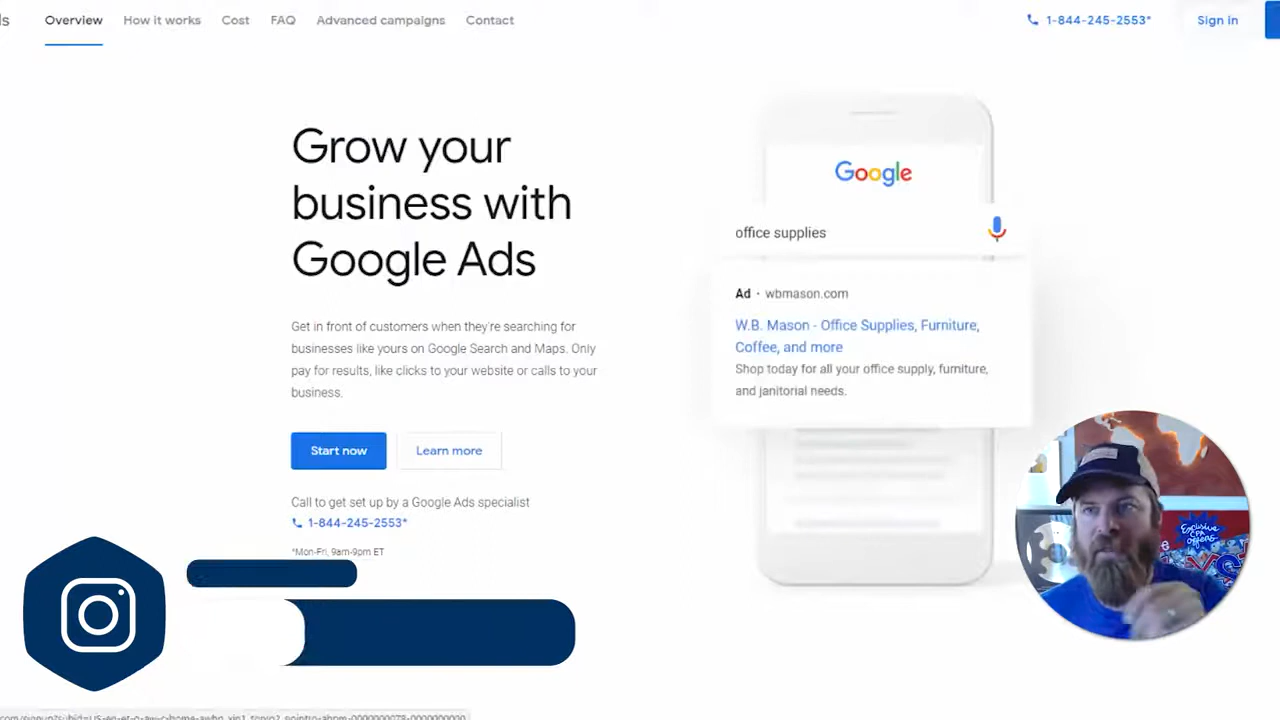 Overview How it works Cost FAQ Advanced campaigns Contact 1-844-245-2553* Sign in
Grow your
business with
Google Ads
Get in front of customers when they're searching for
businesses like yours on Google Search and Maps. Only
pay for results, like clicks to your website or calls to your
business.
Start now Learn more
Call to get set up by a Google Ads specialist
1-844-245-2553*
*Mon-Fri, 9am-9pm ET
Google
office supplies
Ad · wbmason.com
W.B. Mason - Office Supplies, Furniture,
Coffee, and more
Shop today for all your office supply, furniture,
and janitorial needs.
Exclusive
CPA
offers